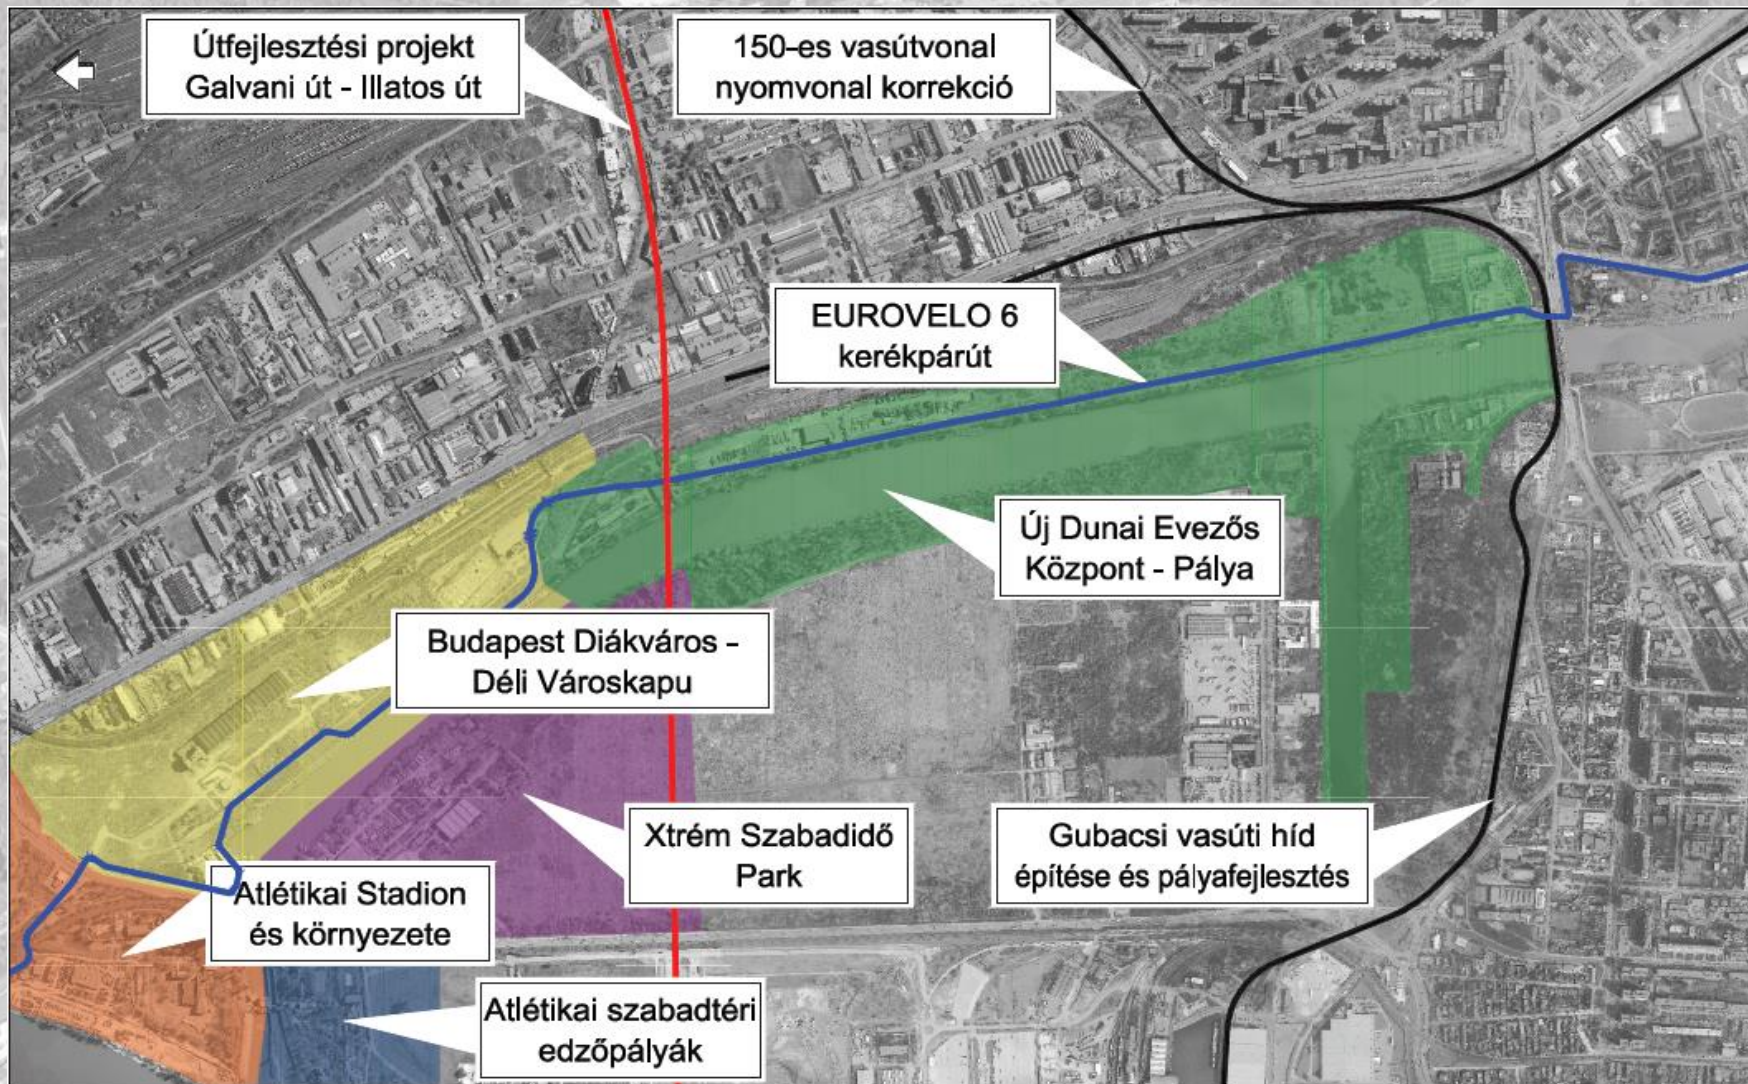 Útfejlesztési projekt
Galvani út - Illatos út
150-es vasútvonal
nyomvonal korrekció
EUROVELO 6
kerékpárút
Új Dunai Evezős
Központ - Pálya
Budapest Diákváros -
Déli Városkapu
Xtrém Szabadidő
Park
Gubacsi vasúti híd
építése és pályafejlesztés
Atlétikai Stadion
és környezete
Atlétikai szabadtéri
edzőpályák